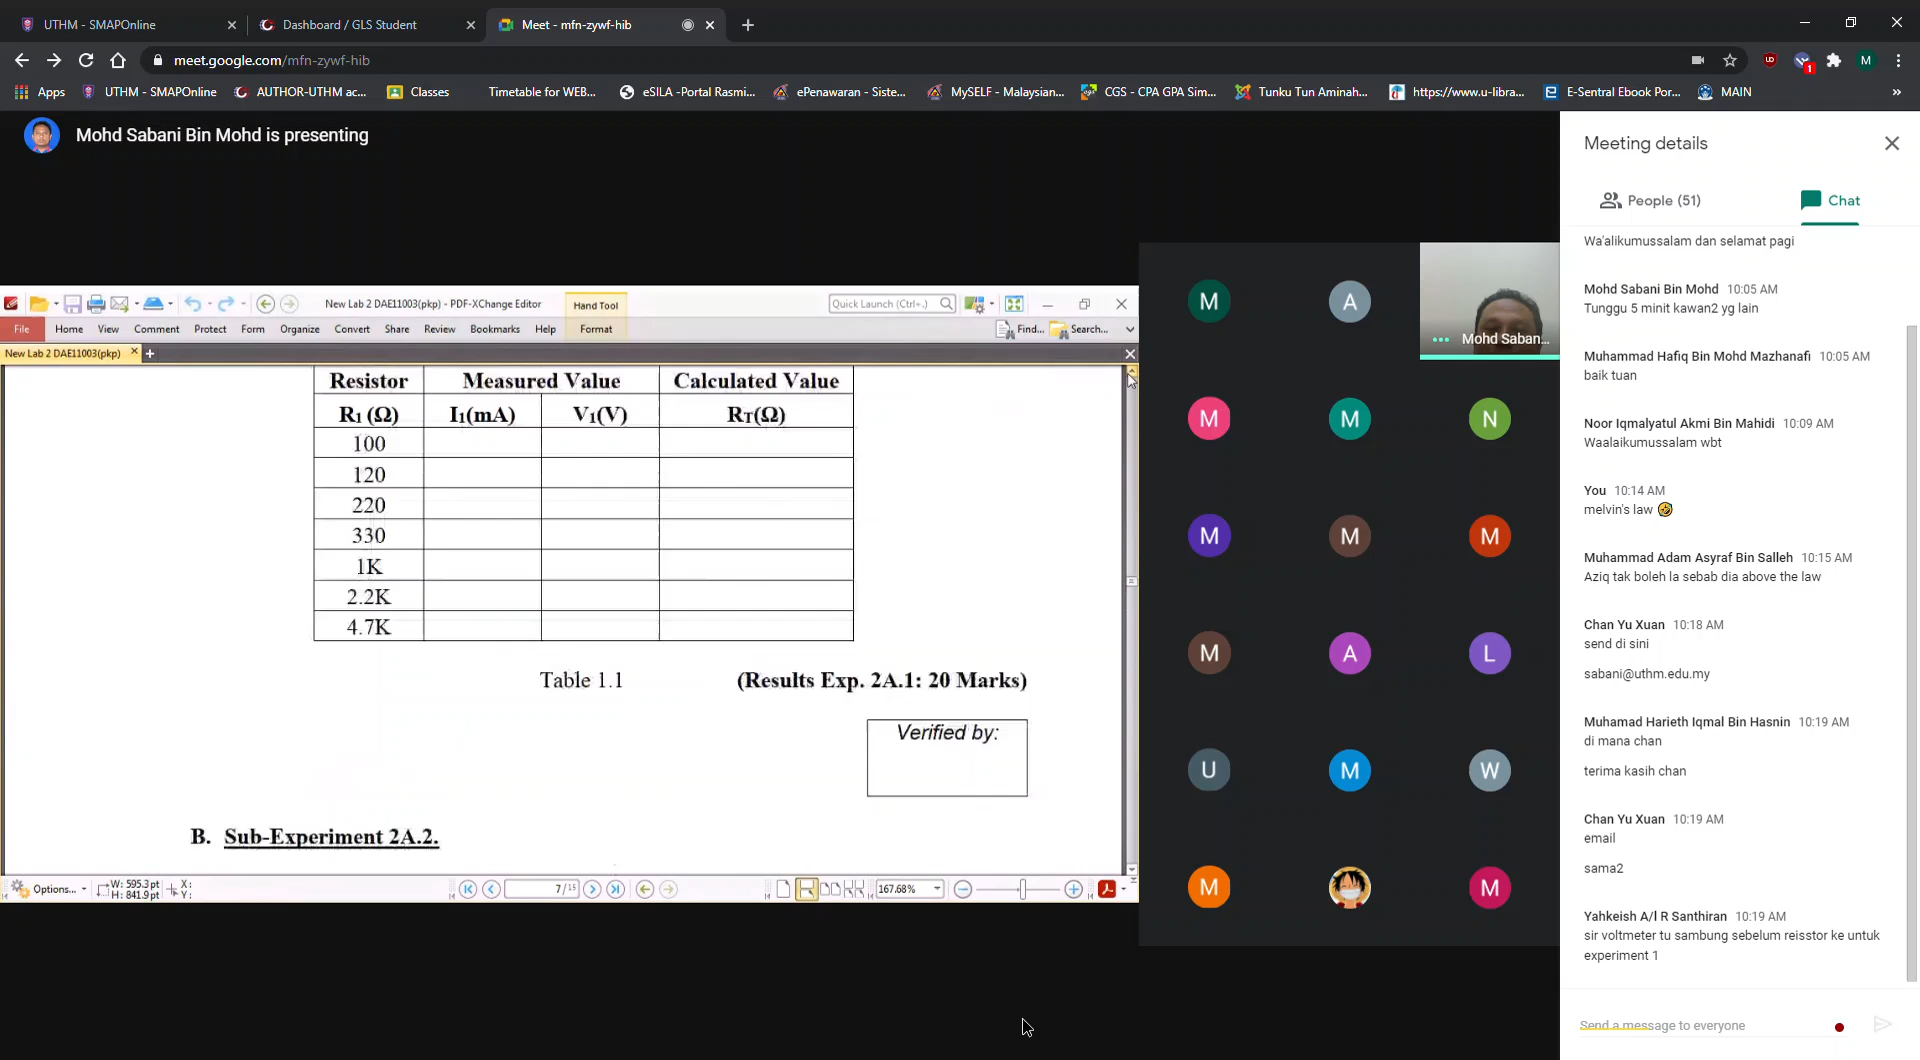 UTHM - SMAPOnline
Dashboard / GLS Student
Meet - mfn-zywf-hib
meet.google.com/mfn-zywf-hib
M
1
Apps
UTHM - SMAPOnline
AUTHOR-UTHM ac...
Classes
Timetable for WEB...
eSILA -Portal Rasmi...
ePenawaran - Siste...
MySELF - Malaysian...
CGS - CPA GPA Sim...
Tunku Tun Aminah...
https://www.u-libra...
E-Sentral Ebook Por...
MAIN
»
Mohd Sabani Bin Mohd is presenting
New Lab 2 DAE11003(pkp) - PDF-XChange Editor
Hand Tool
Quick Launch (Ctrl+.)
File Home View Comment Protect Form Organize Convert Share Review Bookmarks Help Format
Find...
Search...
New Lab 2 DAE11003(pkp)
Resistor Measured Value Calculated Value
R1 (Ω) I1(mA) V1(V) RT(Ω)
100
120
220
330
1K
2.2K
4.7K
Table 1.1 (Results Exp. 2A.1: 20 Marks)
Verified by:
B. Sub-Experiment 2A.2.
Options...
W: 595.3 pt
H: 841.9 pt
X:
Y:
7 / 15
167.68%
M A
Mohd Saban...
M M N
M M M
M A L
U M W
M M
Meeting details
People (51)
Chat
Wa'alikumussalam dan selamat pagi
Mohd Sabani Bin Mohd 10:05 AM
Tunggu 5 minit kawan2 yg lain
Muhammad Hafiq Bin Mohd Mazhanafi 10:05 AM
baik tuan
Noor Iqmalyatul Akmi Bin Mahidi 10:09 AM
Waalaikumussalam wbt
You 10:14 AM
melvin's law 🤣
Muhammad Adam Asyraf Bin Salleh 10:15 AM
Aziq tak boleh la sebab dia above the law
Chan Yu Xuan 10:18 AM
send di sini
sabani@uthm.edu.my
Muhamad Harieth Iqmal Bin Hasnin 10:19 AM
di mana chan
terima kasih chan
Chan Yu Xuan 10:19 AM
email
sama2
Yahkeish A/l R Santhiran 10:19 AM
sir voltmeter tu sambung sebelum reisstor ke untuk
experiment 1
Send a message to everyone